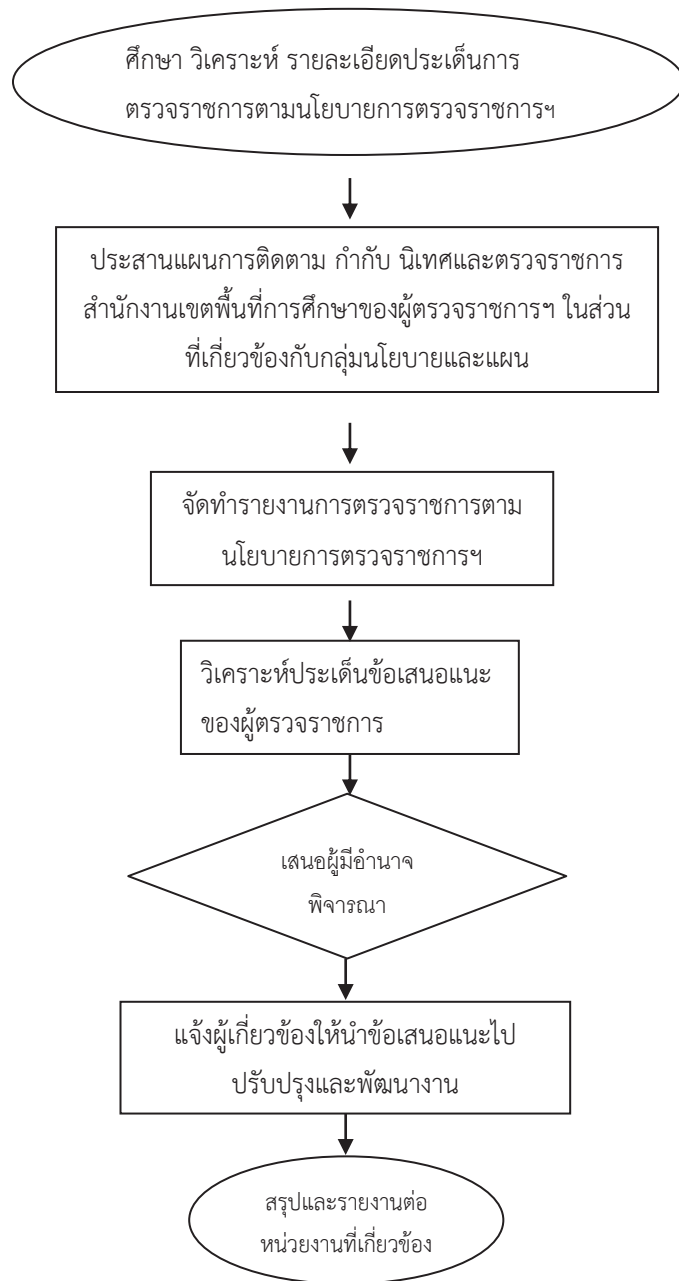 ศึกษา วิเคราะห์ รายละเอียดประเด็นการ
ตรวจราชการตามนโยบายการตรวจราชการฯ
ประสานแผนการติดตาม กำกับ นิเทศและตรวจราชการ
สำนักงานเขตพื้นที่การศึกษาของผู้ตรวจราชการฯ ในส่วน
ที่เกี่ยวข้องกับกลุ่มนโยบายและแผน
จัดทำรายงานการตรวจราชการตาม
นโยบายการตรวจราชการฯ
วิเคราะห์ประเด็นข้อเสนอแนะ
ของผู้ตรวจราชการ
เสนอผู้มีอำนาจ
พิจารณา
แจ้งผู้เกี่ยวข้องให้นำข้อเสนอแนะไป
ปรับปรุงและพัฒนางาน
สรุปและรายงานต่อ
หน่วยงานที่เกี่ยวข้อง